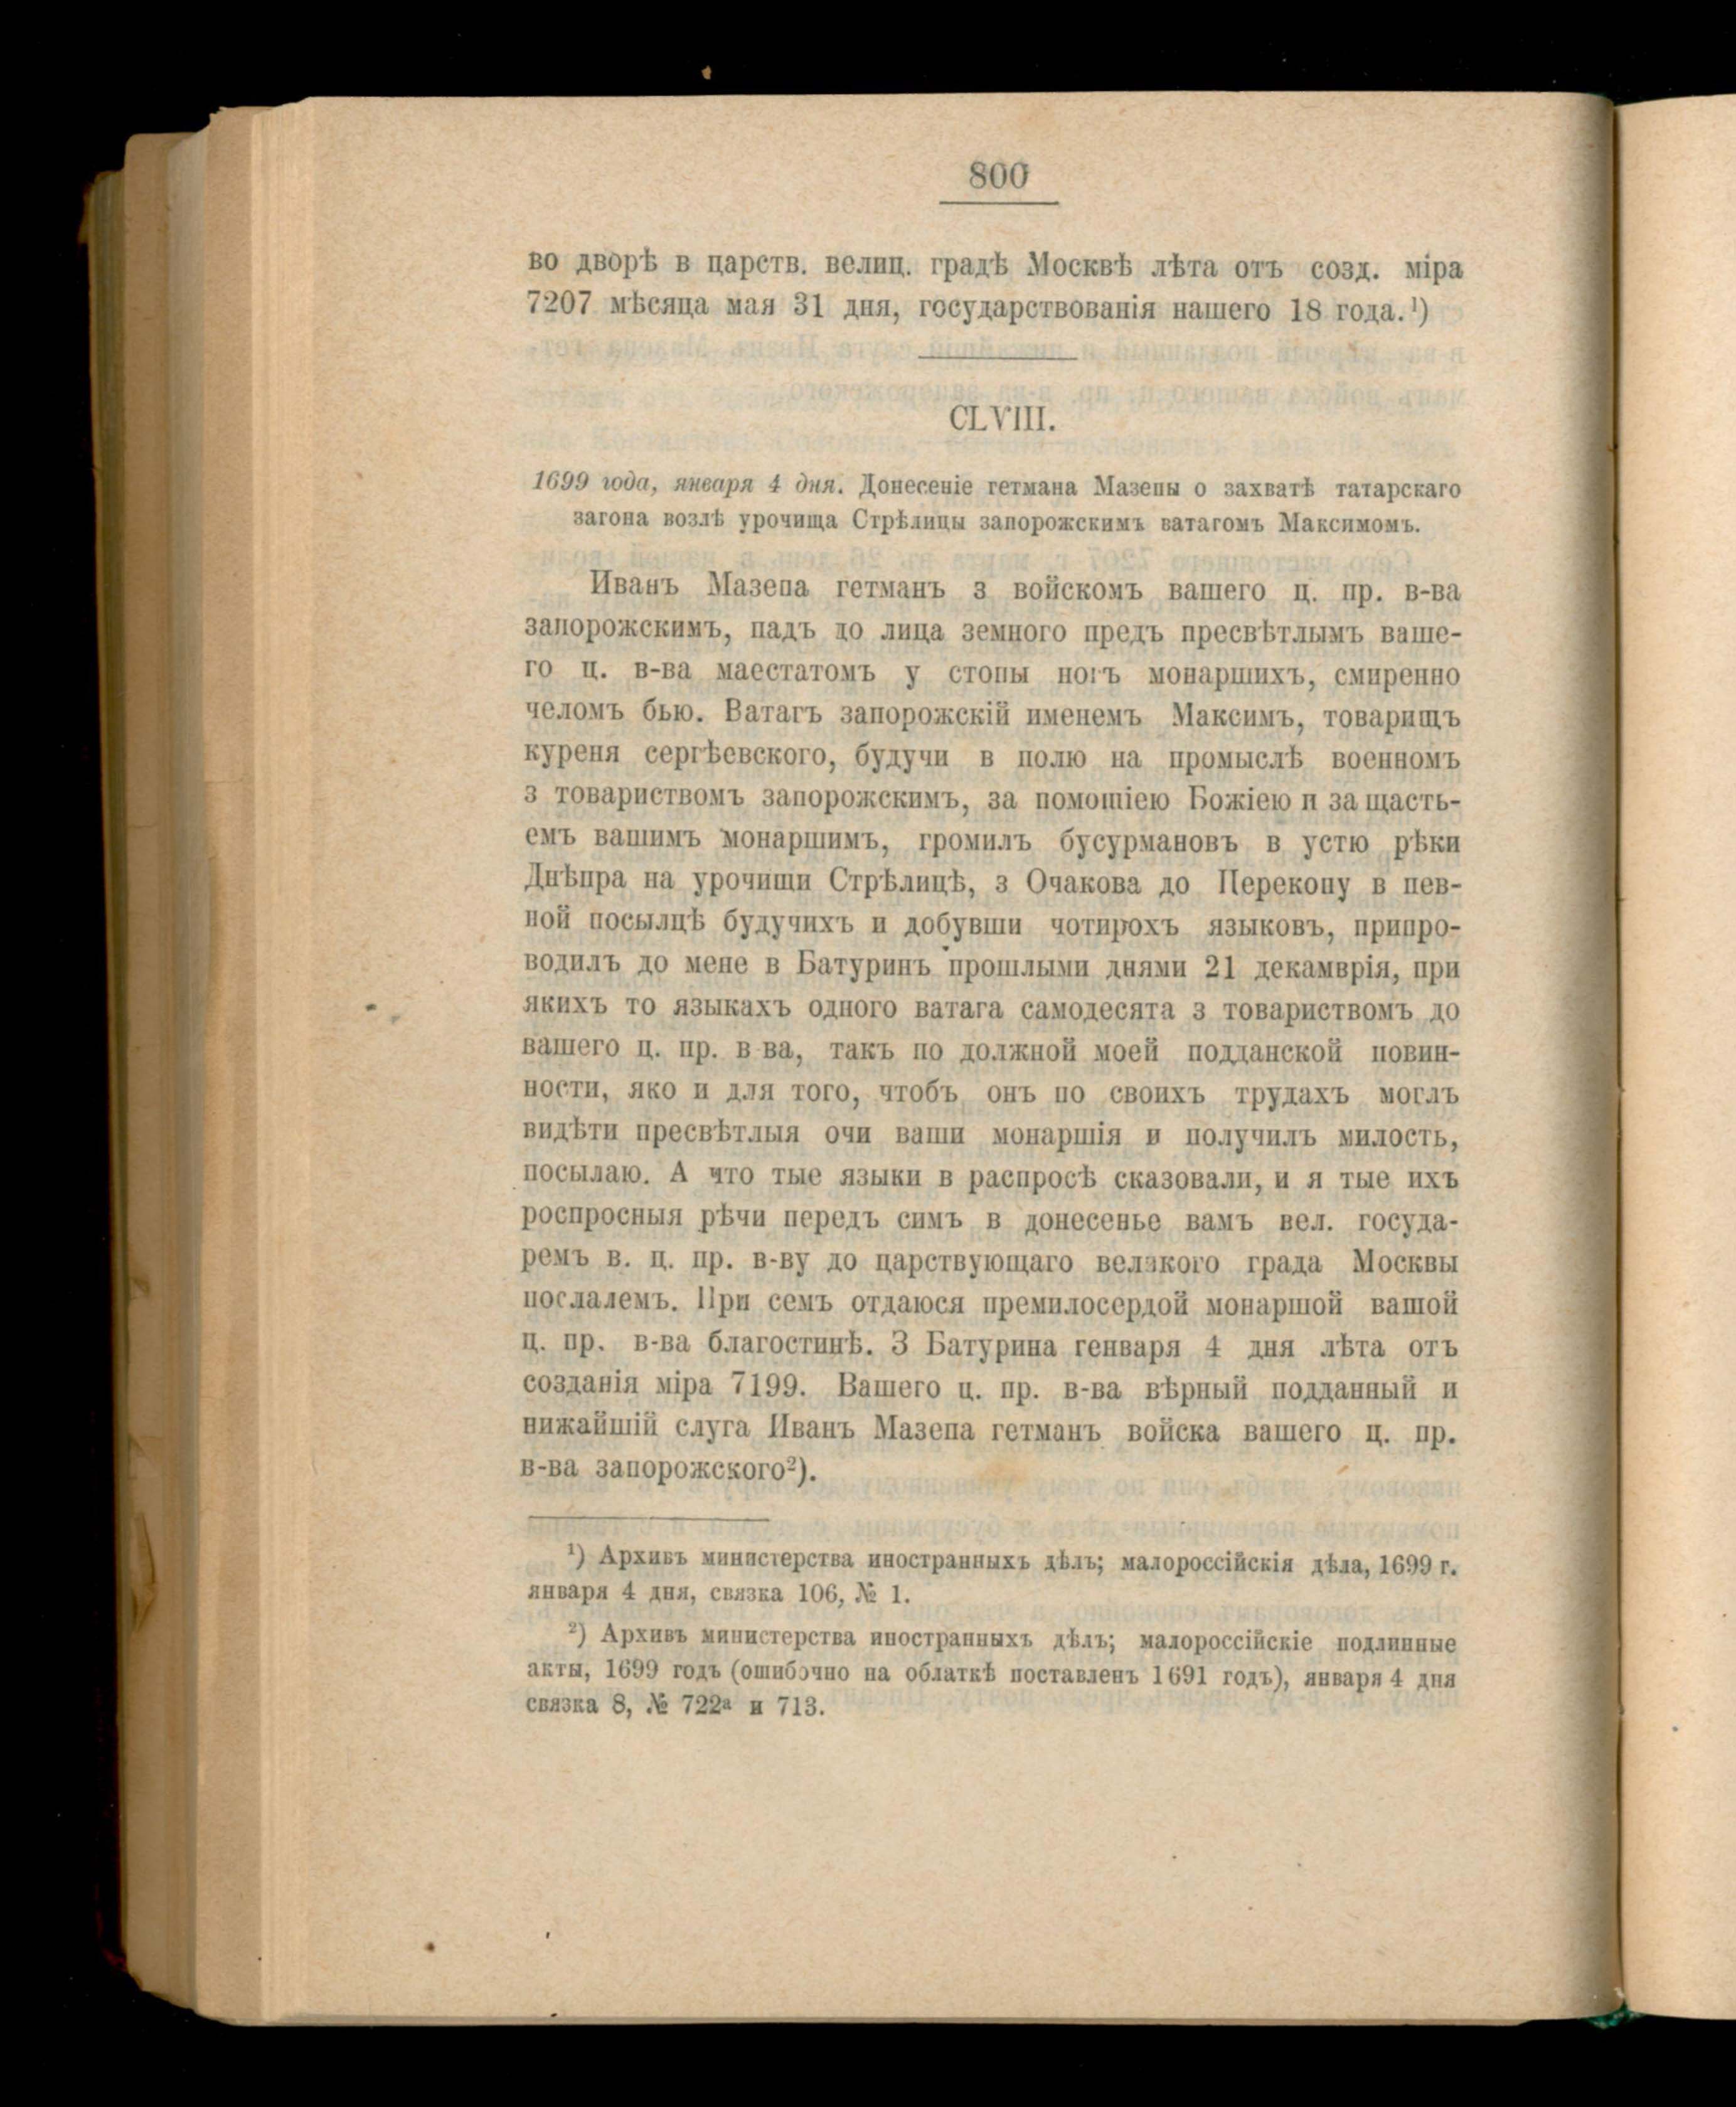 800
во дворѣ в царств. велиц. градѣ Москвѣ лѣта отъ созд. міра
7207 мѣсяца мая 31 дня, государствованія нашего 18 года.¹)
CLVIII.
1699 года, января 4 дня. Донесеніе гетмана Мазепы о захватѣ татарскаго
загона возлѣ урочища Стрѣлицы запорожскимъ ватагомъ Максимомъ.
Иванъ Мазепа гетманъ з войскомъ вашего ц. пр. в-ва
запорожскимъ, падъ до лица земного предъ пресвѣтлымъ ваше-
го ц. в-ва маестатомъ у стопы ногъ монаршихъ, смиренно
челомъ бью. Ватагъ запорожскій именемъ Максимъ, товарищъ
куреня сергѣевского, будучи в полю на промыслѣ военномъ
з товариствомъ запорожскимъ, за помощіею Божіею и за щасть-
емъ вашимъ монаршимъ, громилъ бусурмановъ в устю рѣки
Днѣпра на урочищи Стрѣлицѣ, з Очакова до Перекопу в пев-
ной посылцѣ будучихъ и добувши чотирохъ языковъ, припро-
водилъ до мене в Батуринъ прошлыми днями 21 декамврія, при
якихъ то языкахъ одного ватага самодесята з товариствомъ до
вашего ц. пр. в-ва, такъ по должной моей подданской повин-
ности, яко и для того, чтобъ онъ по своихъ трудахъ моглъ
видѣти пресвѣтлыя очи ваши монаршія и получилъ милость,
посылаю. А что тые языки в распросѣ сказовали, и я тые ихъ
роспросныя рѣчи передъ симъ в донесенье вамъ вел. госуда-
ремъ в. ц. пр. в-ву до царствующаго великого града Москвы
послалемъ. При семъ отдаюся премилосердой монаршой вашой
ц. пр. в-ва благостинѣ. З Батурина генваря 4 дня лѣта отъ
созданія міра 7199. Вашего ц. пр. в-ва вѣрный подданный и
нижайшій слуга Иванъ Мазепа гетманъ войска вашего ц. пр.
в-ва запорожского²).
¹) Архивъ министерства иностранныхъ дѣлъ; малороссійскія дѣла, 1699 г.
января 4 дня, связка 106, № 1.
²) Архивъ министерства иностранныхъ дѣлъ; малороссійскіе подлинные
акты, 1699 годъ (ошибочно на облаткѣ поставленъ 1691 годъ), января 4 дня
связка 8, № 722ª и 713.